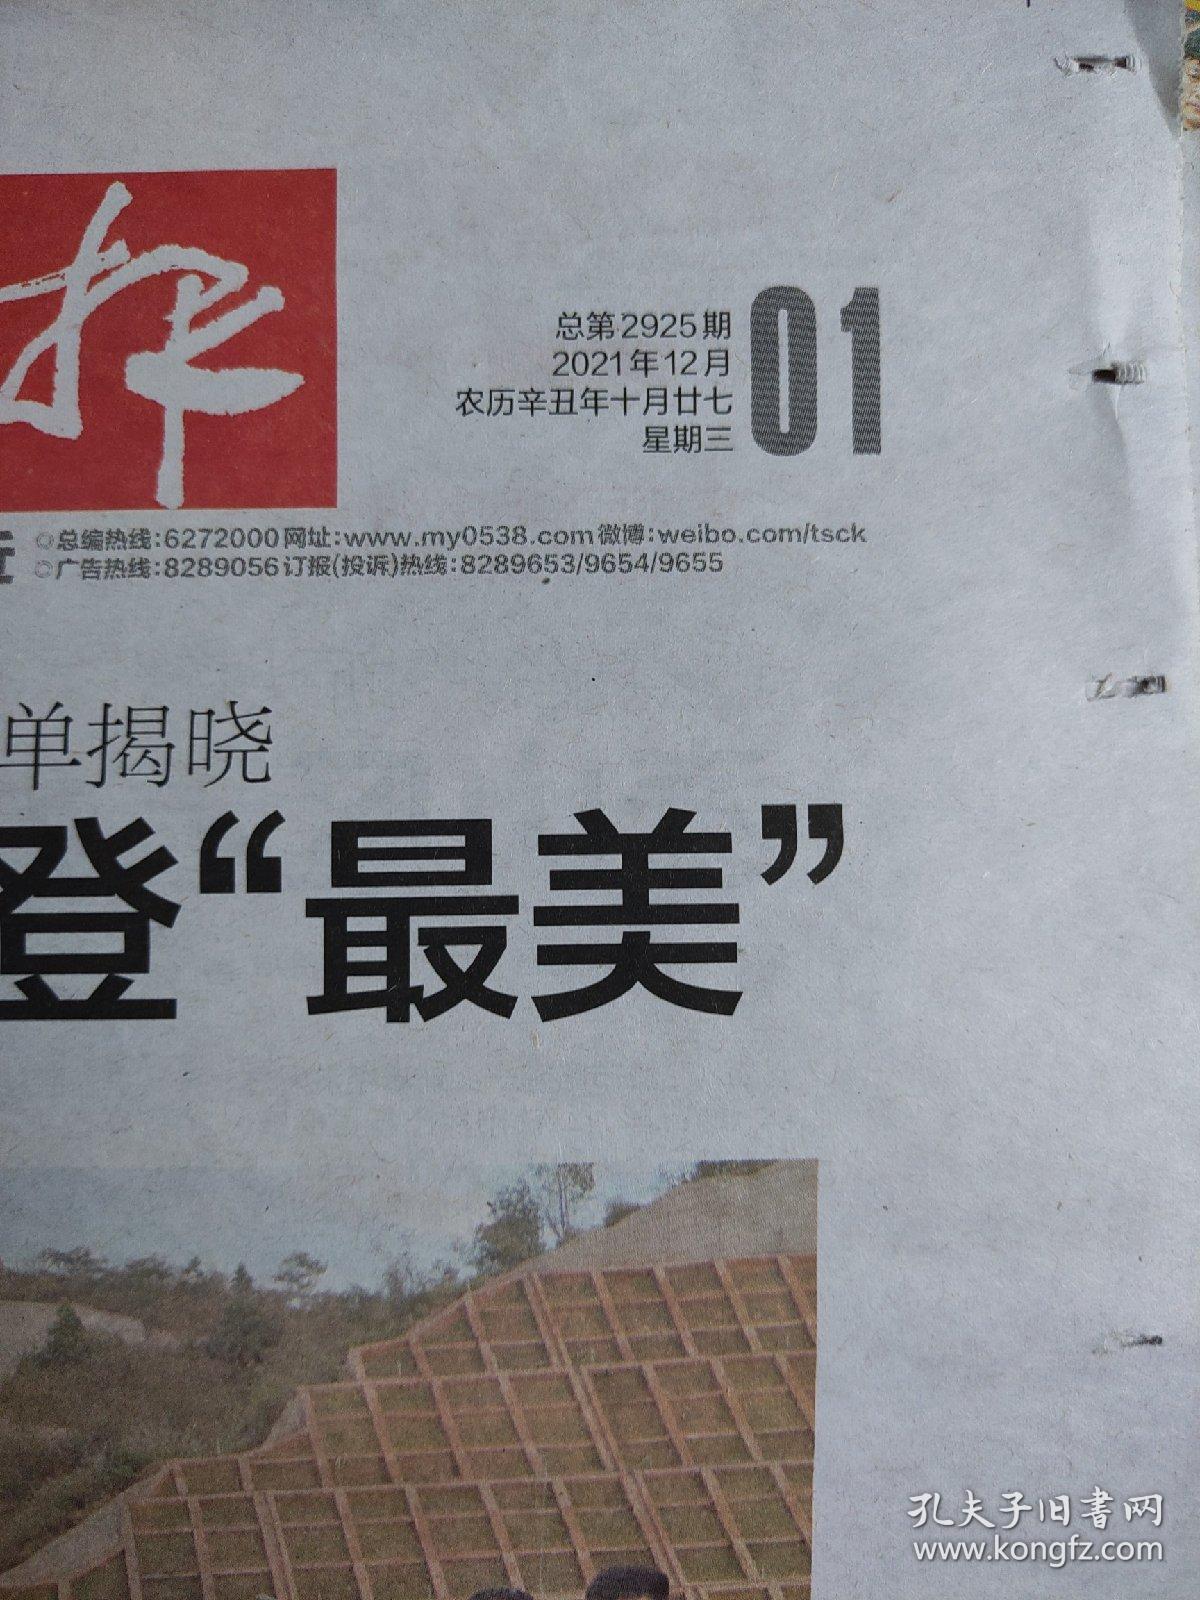 报
总第2925期
2021年12月
农历辛丑年十月廿七
星期三
01
总编热线:6272000网址:www.my0538.com微博:weibo.com/tsck
广告热线:8289056订报(投诉)热线:8289653/9654/9655
单揭晓
登“最美”
孔夫子旧书网
www.kongfz.com